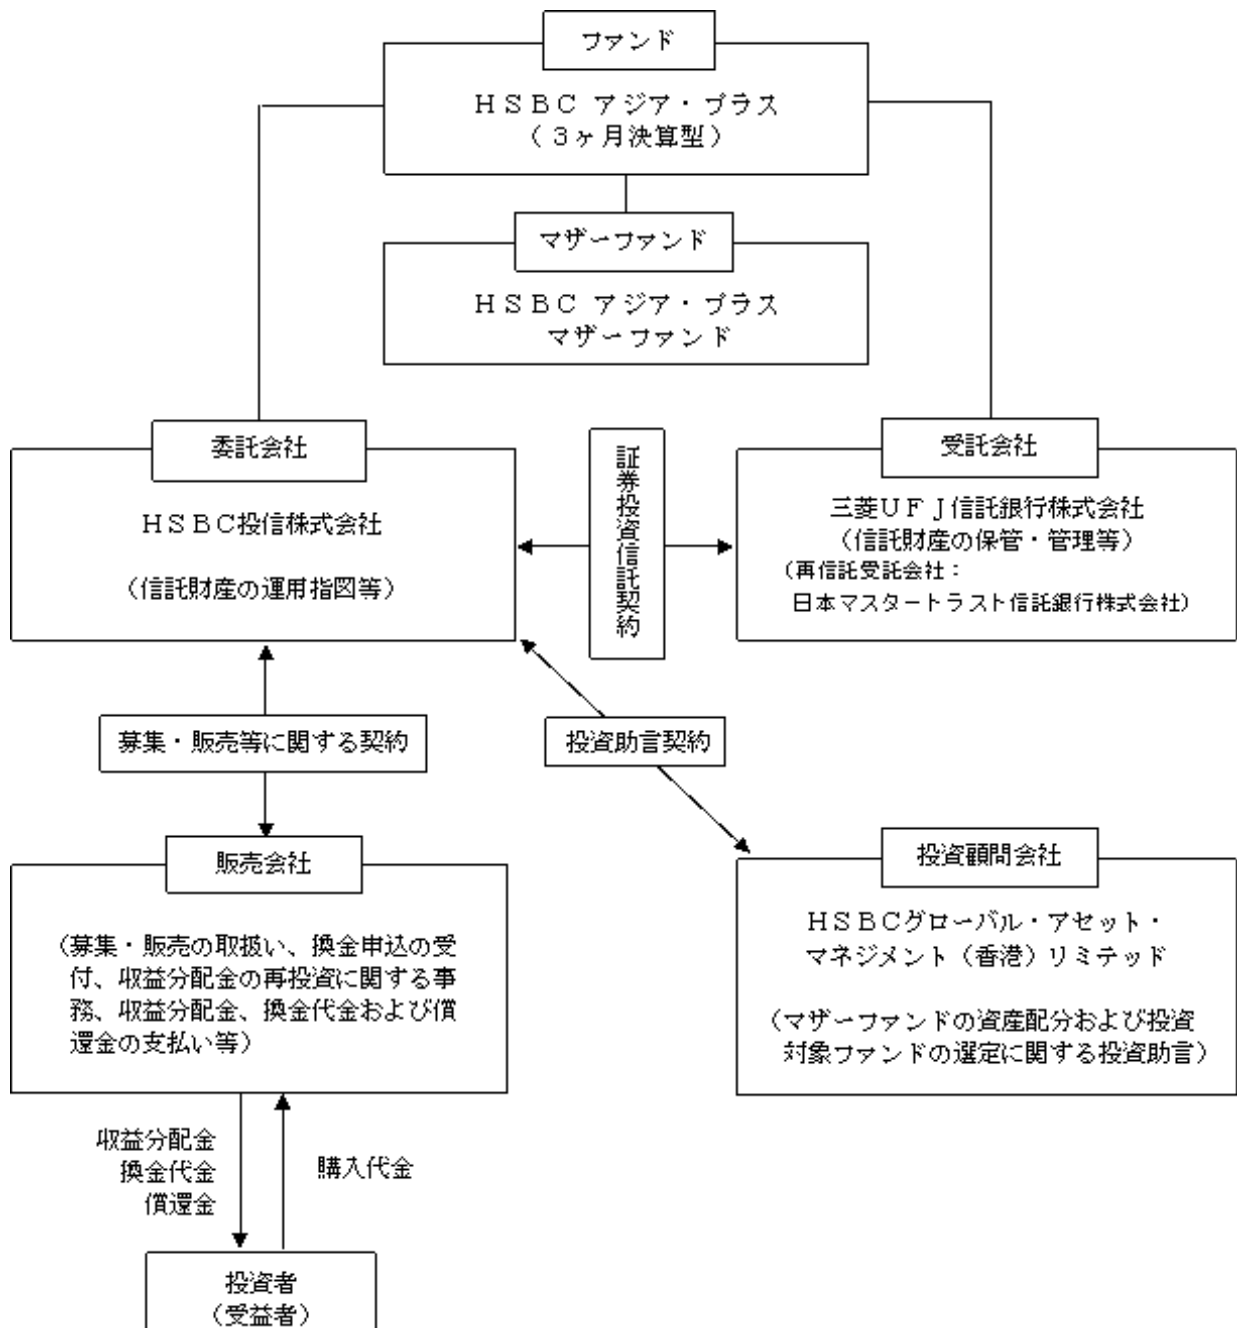 ファンド
ＨＳＢＣ アジア・プラス
（３ヶ月決算型）
マザーファンド
ＨＳＢＣ アジア・プラス
マザーファンド
委託会社
ＨＳＢＣ投信株式会社
（信託財産の運用指図等）
証券投資信託契約
受託会社
三菱ＵＦＪ信託銀行株式会社
（信託財産の保管・管理等）
（再信託受託会社：
日本マスタートラスト信託銀行株式会社）
募集・販売等に関する契約
投資助言契約
販売会社
（募集・販売の取扱い、換金申込の受
付、収益分配金の再投資に関する事
務、収益分配金、換金代金および償
還金の支払い等）
投資顧問会社
ＨＳＢＣグローバル・アセット・
マネジメント（香港）リミテッド
（マザーファンドの資産配分および投資
対象ファンドの選定に関する投資助言）
収益分配金
換金代金
償還金
購入代金
投資者
（受益者）